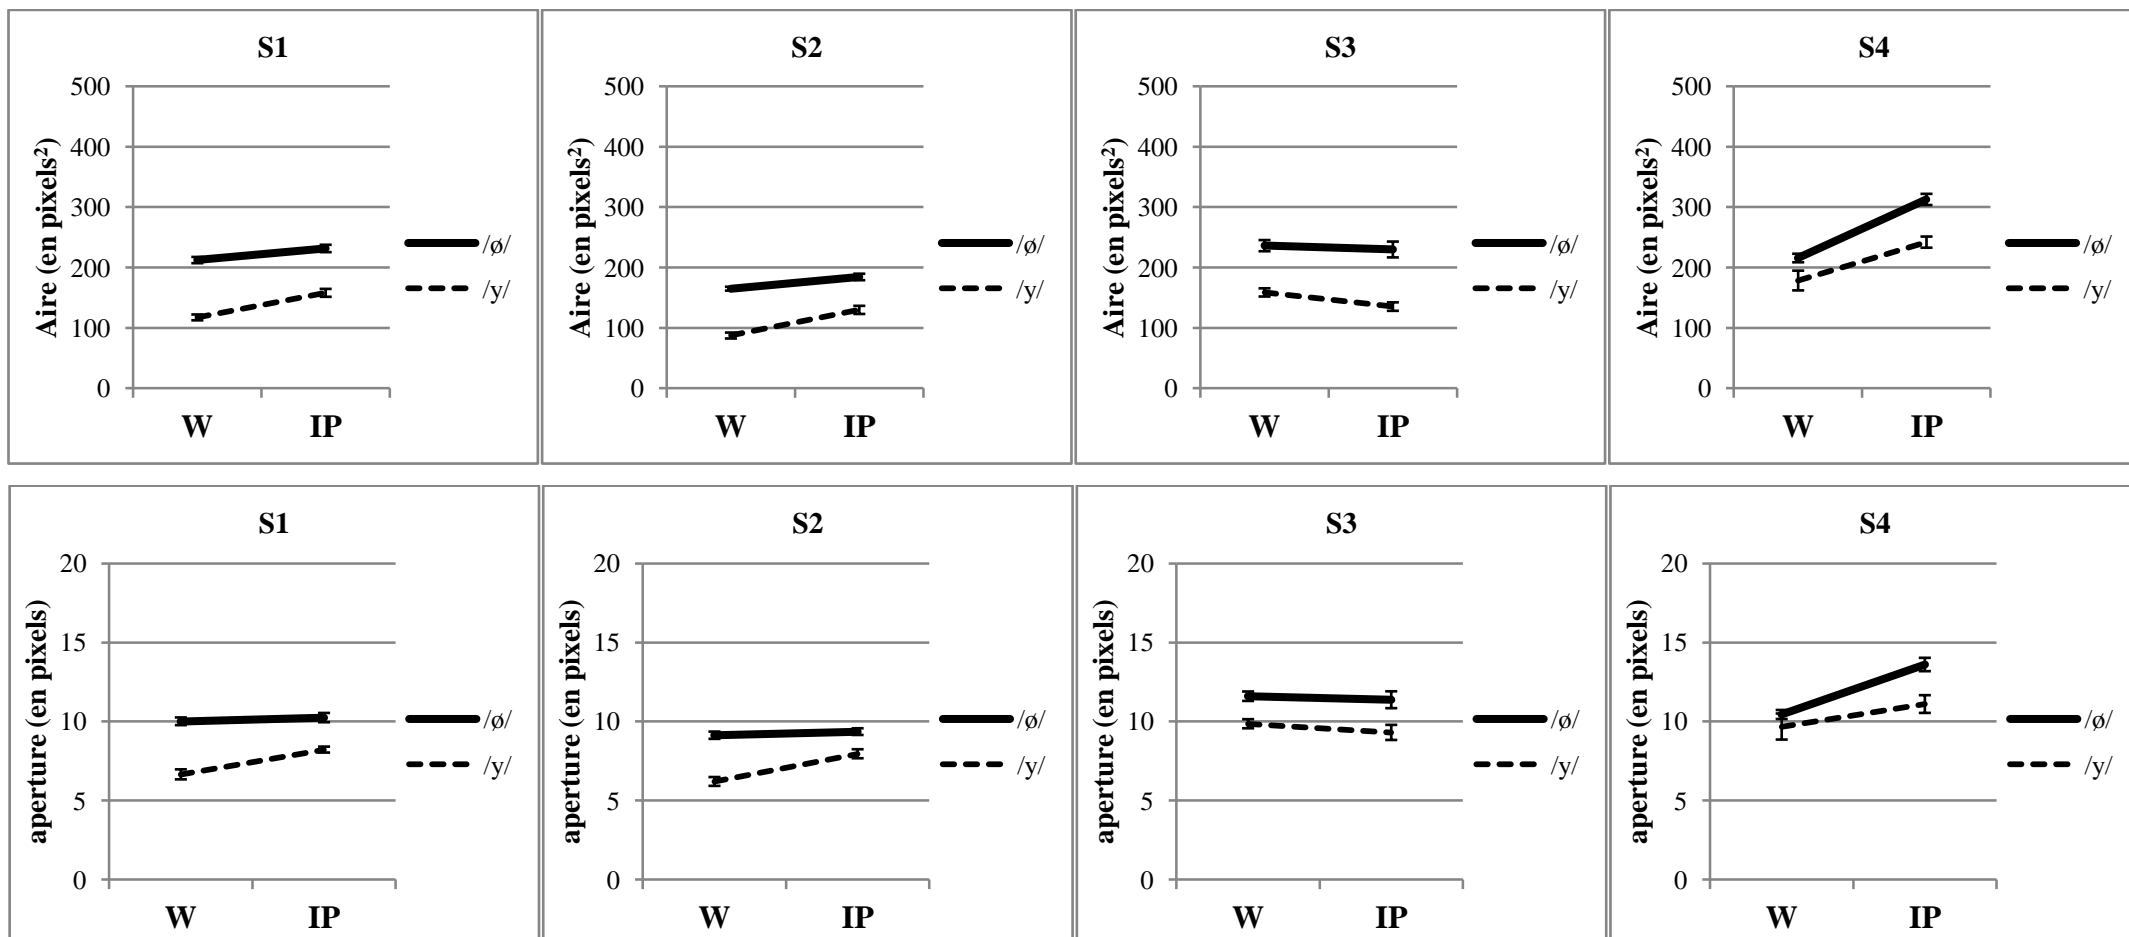 S1
Aire (en pixels²)
500
400
300
200
100
0
W IP
/ø/
/y/
S2
Aire (en pixels²)
500
400
300
200
100
0
W IP
/ø/
/y/
S3
Aire (en pixels²)
500
400
300
200
100
0
W IP
/ø/
/y/
S4
Aire (en pixels²)
500
400
300
200
100
0
W IP
/ø/
/y/
S1
aperture (en pixels)
20
15
10
5
0
W IP
/ø/
/y/
S2
aperture (en pixels)
20
15
10
5
0
W IP
/ø/
/y/
S3
aperture (en pixels)
20
15
10
5
0
W IP
/ø/
/y/
S4
aperture (en pixels)
20
15
10
5
0
W IP
/ø/
/y/